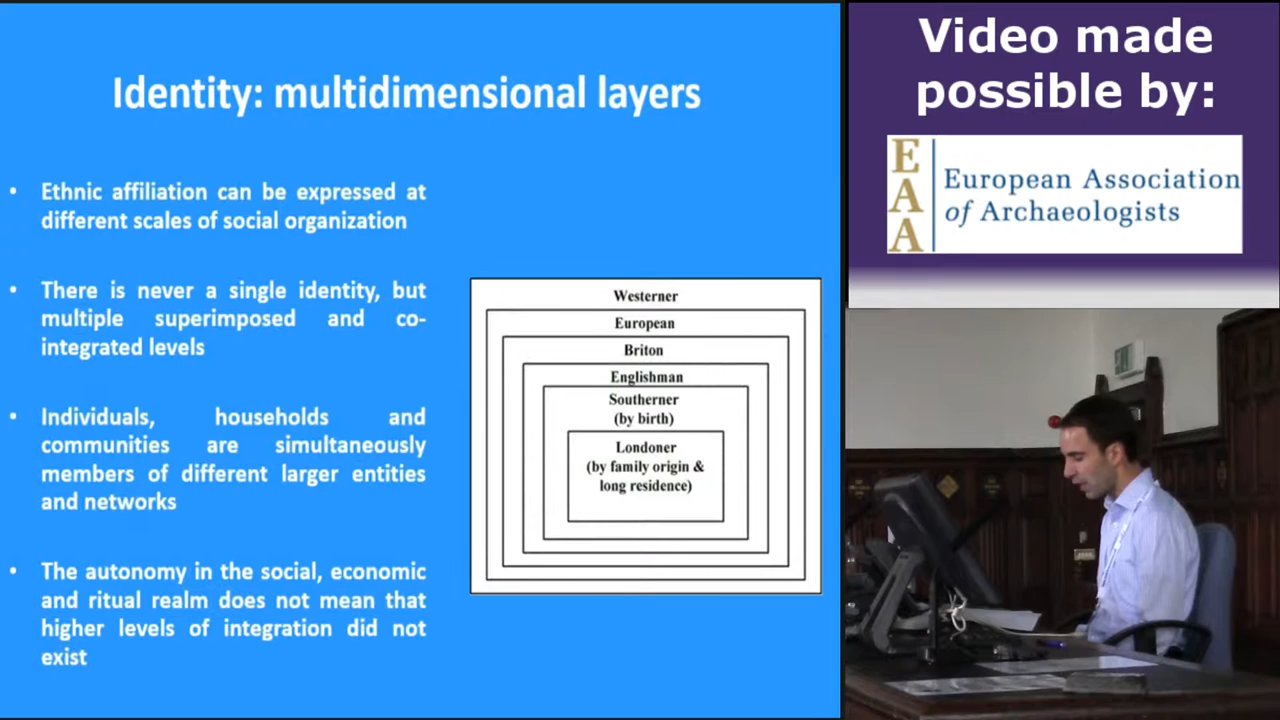 Identity: multidimensional layers
• Ethnic affiliation can be expressed at
different scales of social organization
• There is never a single identity, but
multiple superimposed and co-
integrated levels
• Individuals, households and
communities are simultaneously
members of different larger entities
and networks
• The autonomy in the social, economic
and ritual realm does not mean that
higher levels of integration did not
exist
Westerner
European
Briton
Englishman
Southerner
(by birth)
Londoner
(by family origin &
long residence)
Video made
possible by:
EAA
European Association
of Archaeologists